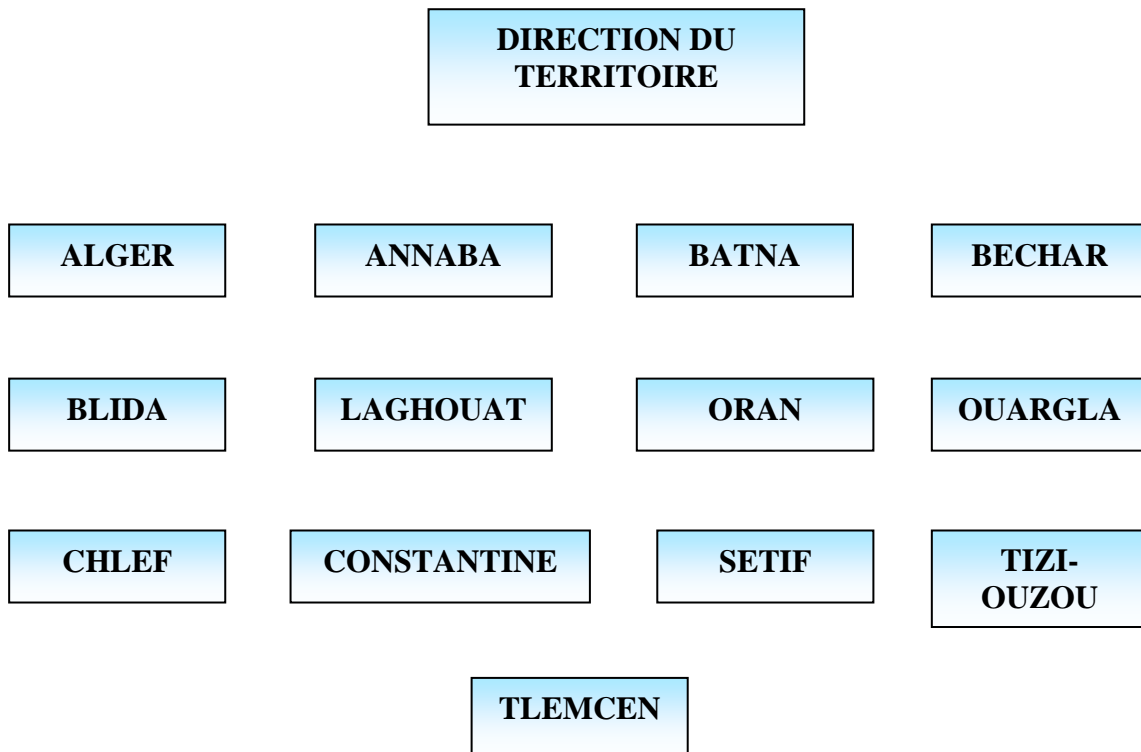 DIRECTION DU
TERRITOIRE
ALGER
ANNABA
BATNA
BECHAR
BLIDA
LAGHOUAT
ORAN
OUARGLA
CHLEF
CONSTANTINE
SETIF
TIZI-
OUZOU
TLEMCEN